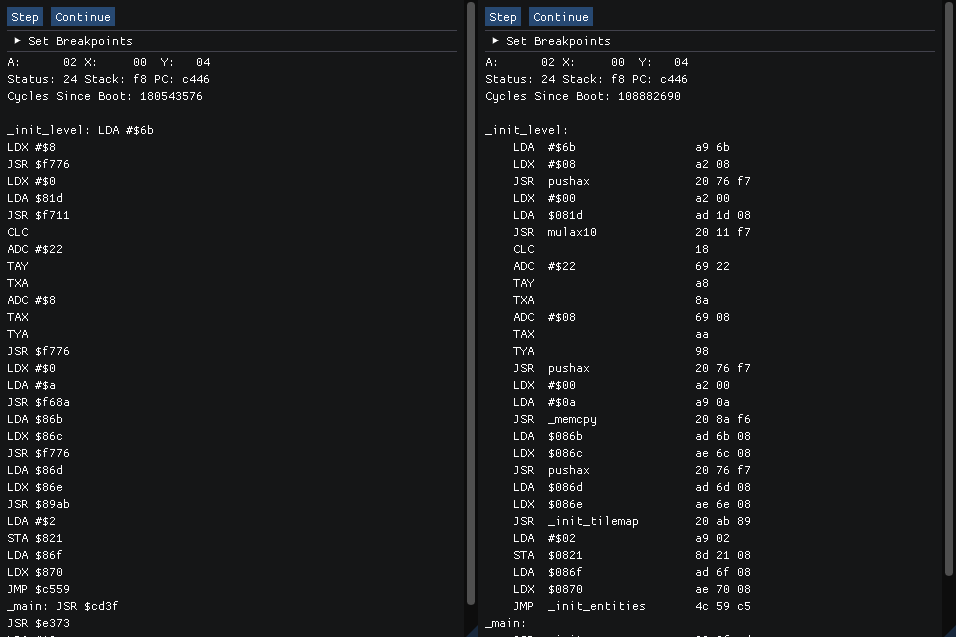 Step Continue
▶ Set Breakpoints
A: 02 X: 00 Y: 04
Status: 24 Stack: f8 PC: c446
Cycles Since Boot: 180543576
_init_level: LDA #$6b
LDX #$8
JSR $f776
LDX #$0
LDA $81d
JSR $f711
CLC
ADC #$22
TAY
TXA
ADC #$8
TAX
TYA
JSR $f776
LDX #$0
LDA #$a
JSR $f68a
LDA $86b
LDX $86c
JSR $f776
LDA $86d
LDX $86e
JSR $89ab
LDA #$2
STA $821
LDA $86f
LDX $870
JMP $c559
_main: JSR $cd3f
JSR $e373
Step Continue
▶ Set Breakpoints
A: 02 X: 00 Y: 04
Status: 24 Stack: f8 PC: c446
Cycles Since Boot: 108882690
_init_level:
LDA #$6b a9 6b
LDX #$08 a2 08
JSR pushax 20 76 f7
LDX #$00 a2 00
LDA $081d ad 1d 08
JSR mulax10 20 11 f7
CLC 18
ADC #$22 69 22
TAY a8
TXA 8a
ADC #$08 69 08
TAX aa
TYA 98
JSR pushax 20 76 f7
LDX #$00 a2 00
LDA #$0a a9 0a
JSR _memcpy 20 8a f6
LDA $086b ad 6b 08
LDX $086c ae 6c 08
JSR pushax 20 76 f7
LDA $086d ad 6d 08
LDX $086e ae 6e 08
JSR _init_tilemap 20 ab 89
LDA #$02 a9 02
STA $0821 8d 21 08
LDA $086f ad 6f 08
LDX $0870 ae 70 08
JMP _init_entities 4c 59 c5
_main: